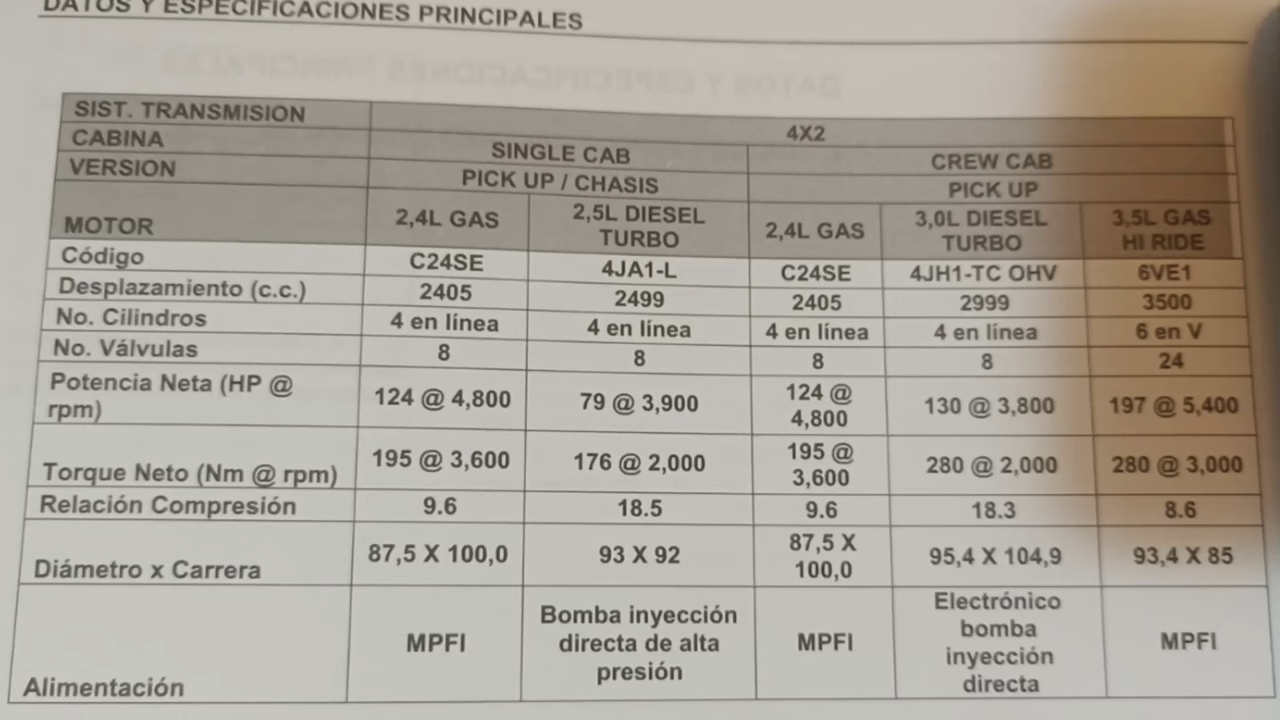 DATOS Y ESPECIFICACIONES PRINCIPALES
SIST. TRANSMISION 4X2
CABINA SINGLE CAB CREW CAB
VERSION PICK UP / CHASIS PICK UP
MOTOR 2,4L GAS 2,5L DIESEL TURBO 2,4L GAS 3,0L DIESEL TURBO 3,5L GAS HI RIDE
Código C24SE 4JA1-L C24SE 4JH1-TC OHV 6VE1
Desplazamiento (c.c.) 2405 2499 2405 2999 3500
No. Cilindros 4 en línea 4 en línea 4 en línea 4 en línea 6 en V
No. Válvulas 8 8 8 8 24
Potencia Neta (HP @ rpm) 124 @ 4,800 79 @ 3,900 124 @ 4,800 130 @ 3,800 197 @ 5,400
Torque Neto (Nm @ rpm) 195 @ 3,600 176 @ 2,000 195 @ 3,600 280 @ 2,000 280 @ 3,000
Relación Compresión 9.6 18.5 9.6 18.3 8.6
Diámetro x Carrera 87,5 X 100,0 93 X 92 87,5 X 100,0 95,4 X 104,9 93,4 X 85
Alimentación MPFI Bomba inyección directa de alta presión MPFI Electrónico bomba inyección directa MPFI